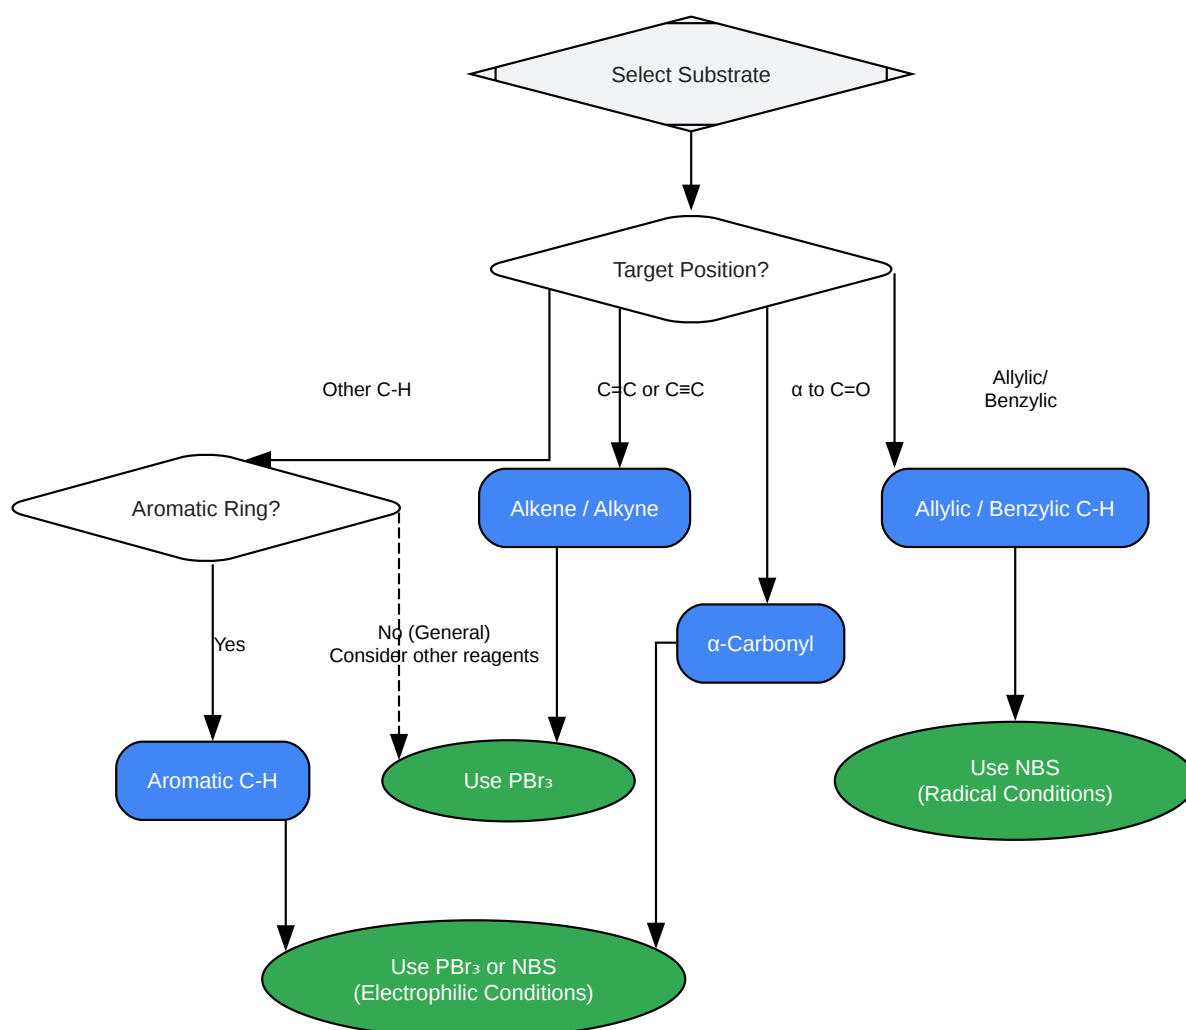 Select Substrate
Target Position?
Other C-H
C=C or C≡C
α to C=O
Allylic/
Benzylic
Aromatic Ring?
Alkene / Alkyne
Allylic / Benzylic C-H
Yes
No (General)
Consider other reagents
α-Carbonyl
Aromatic C-H
Use PBr₃
Use NBS
(Radical Conditions)
Use PBr₃ or NBS
(Electrophilic Conditions)